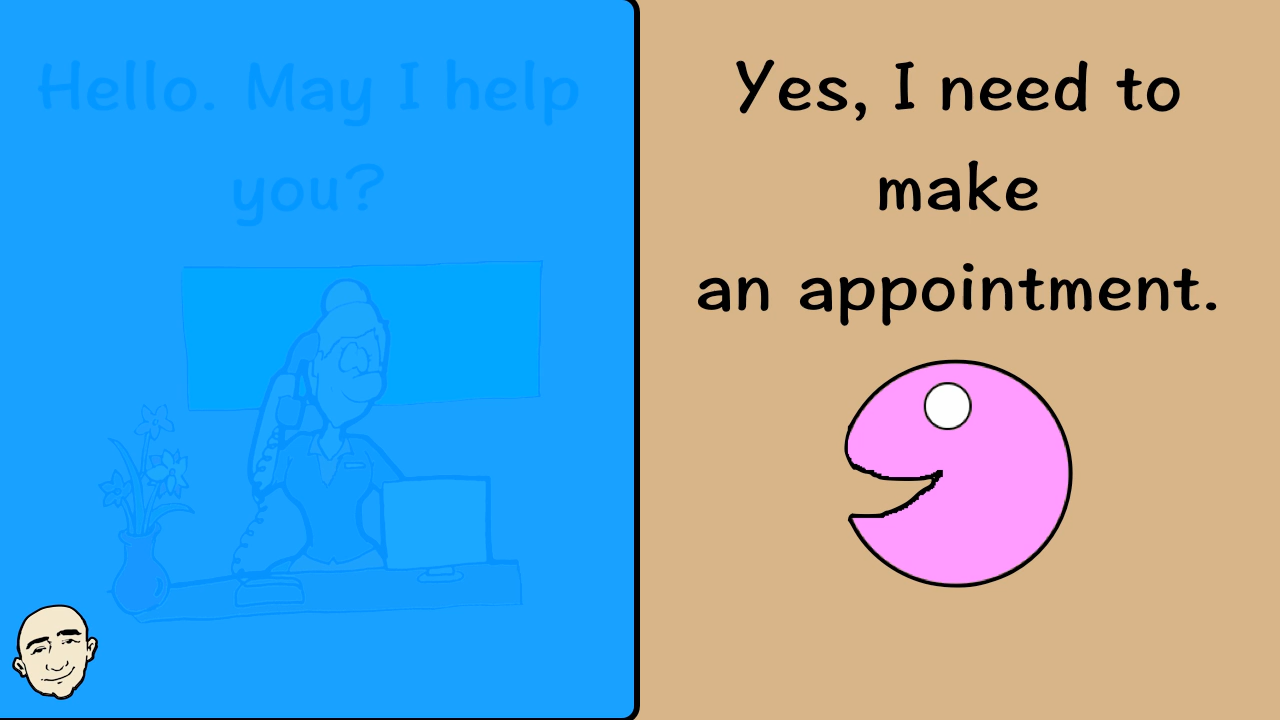 Hello. May I help
you?
Yes, I need to
make
an appointment.